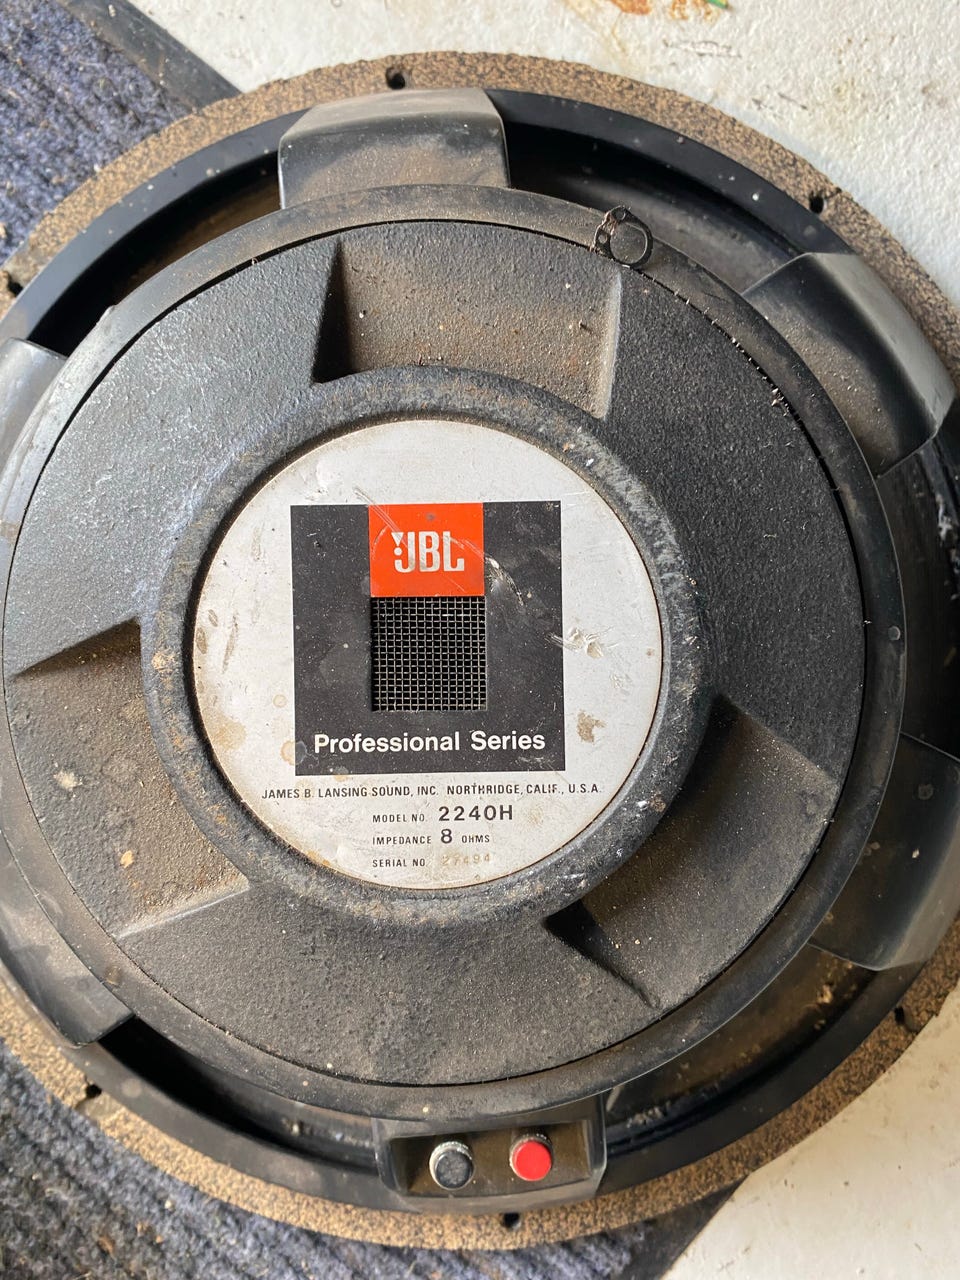 JBL
Professional Series
JAMES B. LANSING SOUND, INC. NORTHRIDGE, CALIF., U.S.A.
MODEL NO. 2240H
IMPEDANCE 8 OHMS
SERIAL NO. 27494